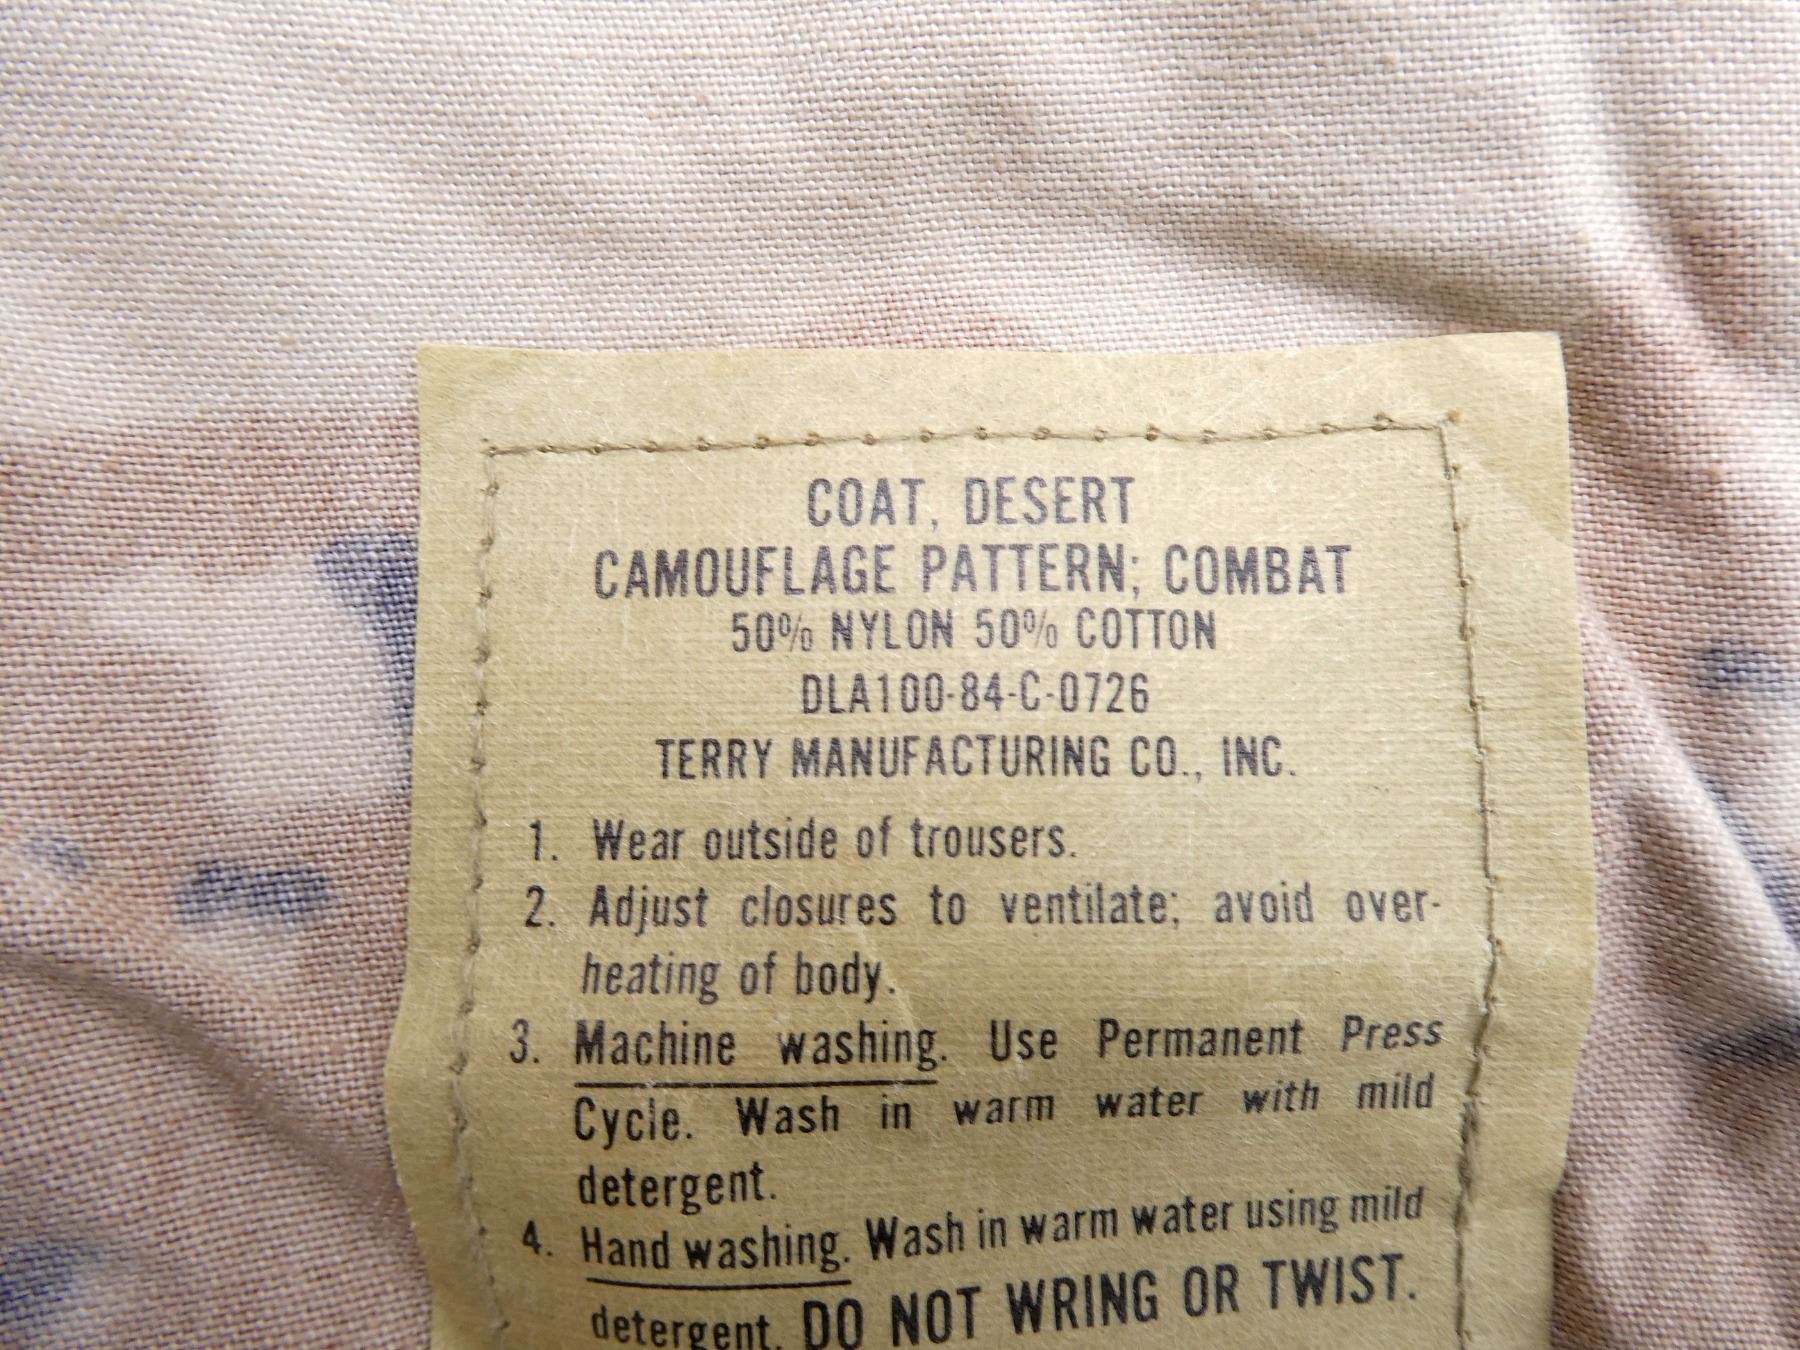 COAT, DESERT
CAMOUFLAGE PATTERN; COMBAT
50% NYLON 50% COTTON
DLA100-84-C-0726
TERRY MANUFACTURING CO., INC.
1. Wear outside of trousers.
2. Adjust closures to ventilate; avoid over-
heating of body.
3. Machine washing. Use Permanent Press
Cycle. Wash in warm water with mild
detergent.
4. Hand washing. Wash in warm water using mild
detergent. DO NOT WRING OR TWIST.